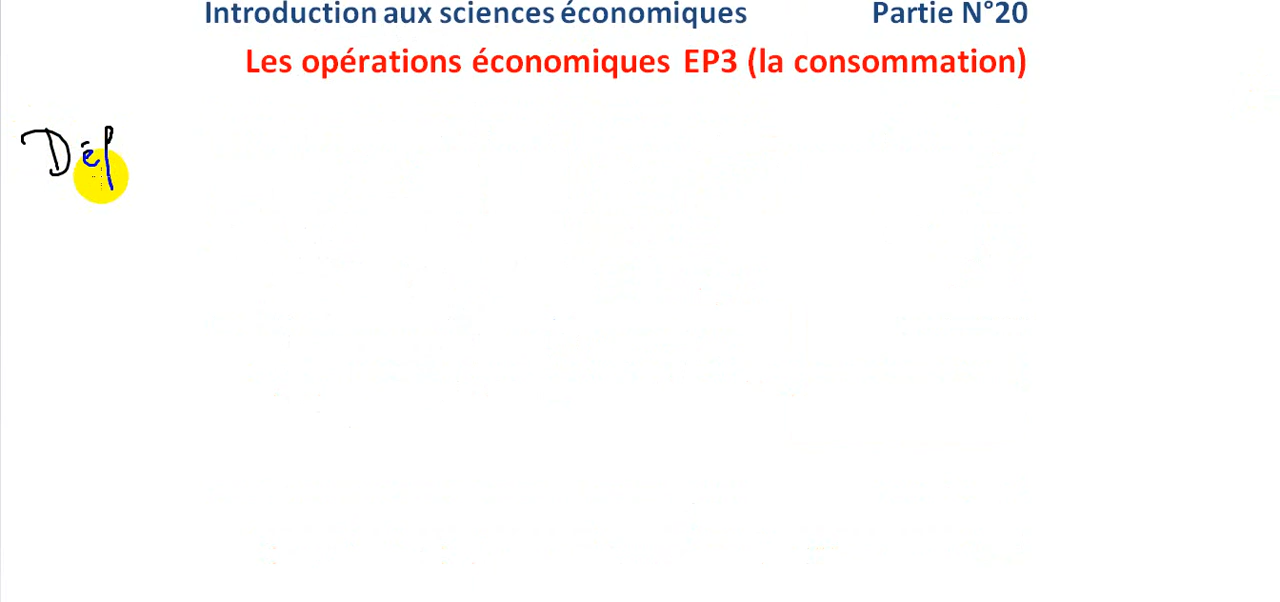 Introduction aux sciences économiques Partie N°20
Les opérations économiques EP3 (la consommation)
Déf